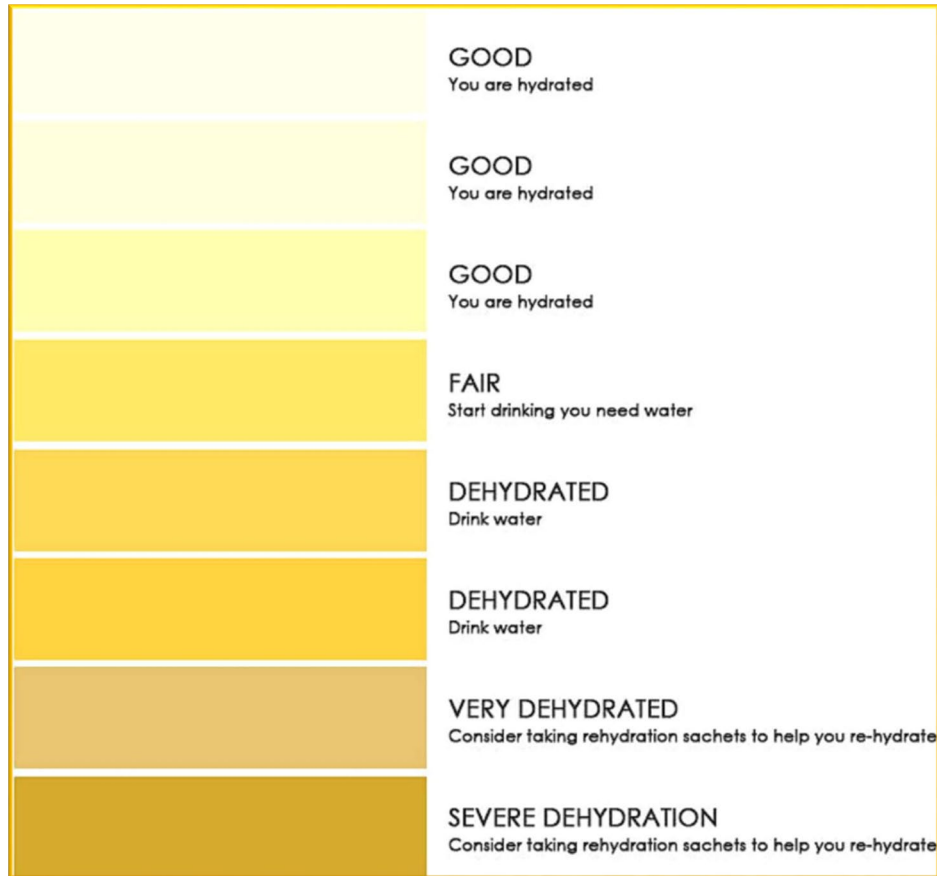 GOOD
You are hydrated
GOOD
You are hydrated
GOOD
You are hydrated
FAIR
Start drinking you need water
DEHYDRATED
Drink water
DEHYDRATED
Drink water
VERY DEHYDRATED
Consider taking rehydration sachets to help you re-hydrate
SEVERE DEHYDRATION
Consider taking rehydration sachets to help you re-hydrate